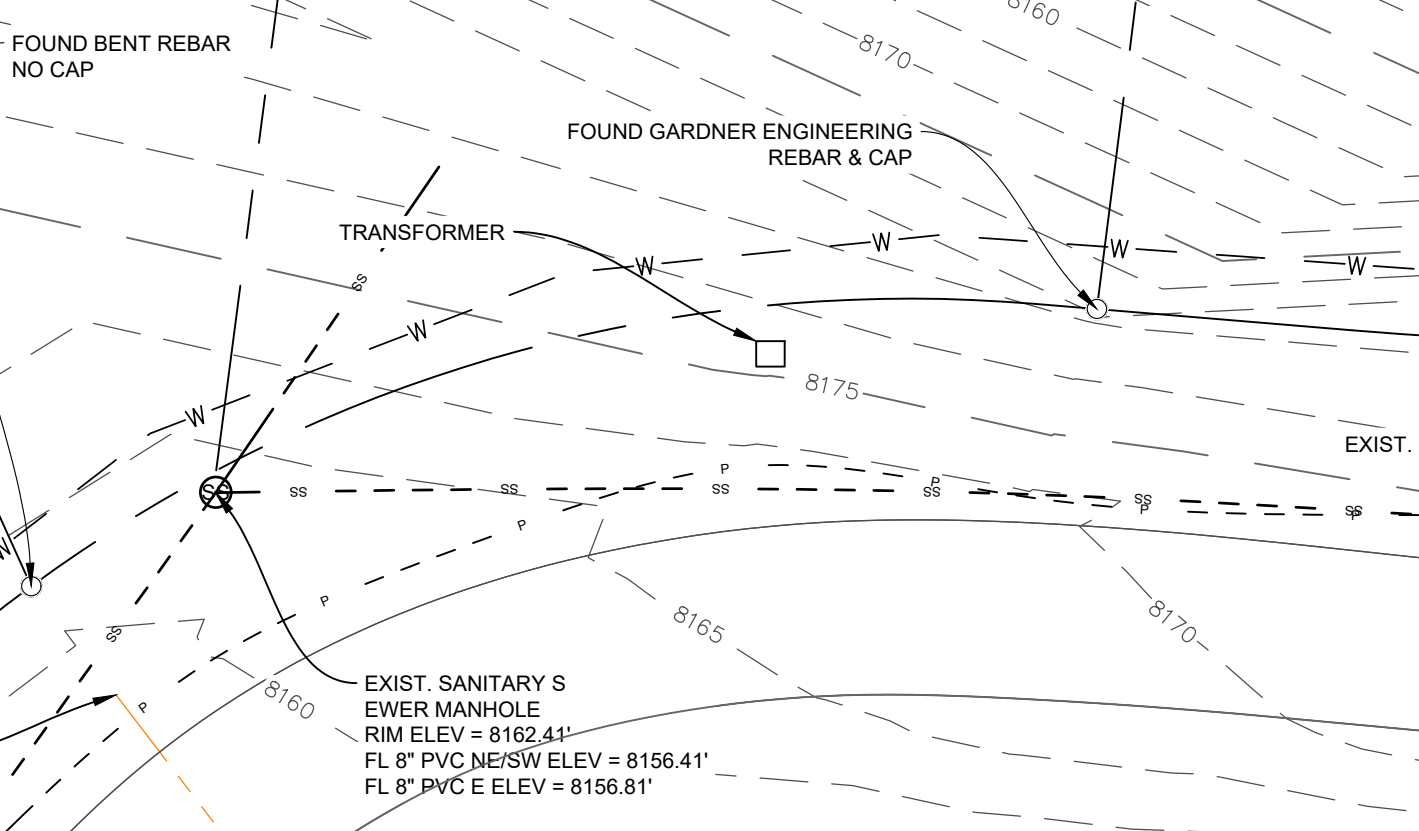 8160
8170
FOUND BENT REBAR
NO CAP
FOUND GARDNER ENGINEERING
REBAR & CAP
TRANSFORMER
W
W
W
W
SS
W
8175
W
EXIST.
SS
P
P
SS
SS
SS
SS
SS
SS
P
SS
P
P
W
P
8165
8170
SS
8160
P
EXIST. SANITARY S
EWER MANHOLE
RIM ELEV = 8162.41'
FL 8" PVC NE/SW ELEV = 8156.41'
FL 8" PVC E ELEV = 8156.81'